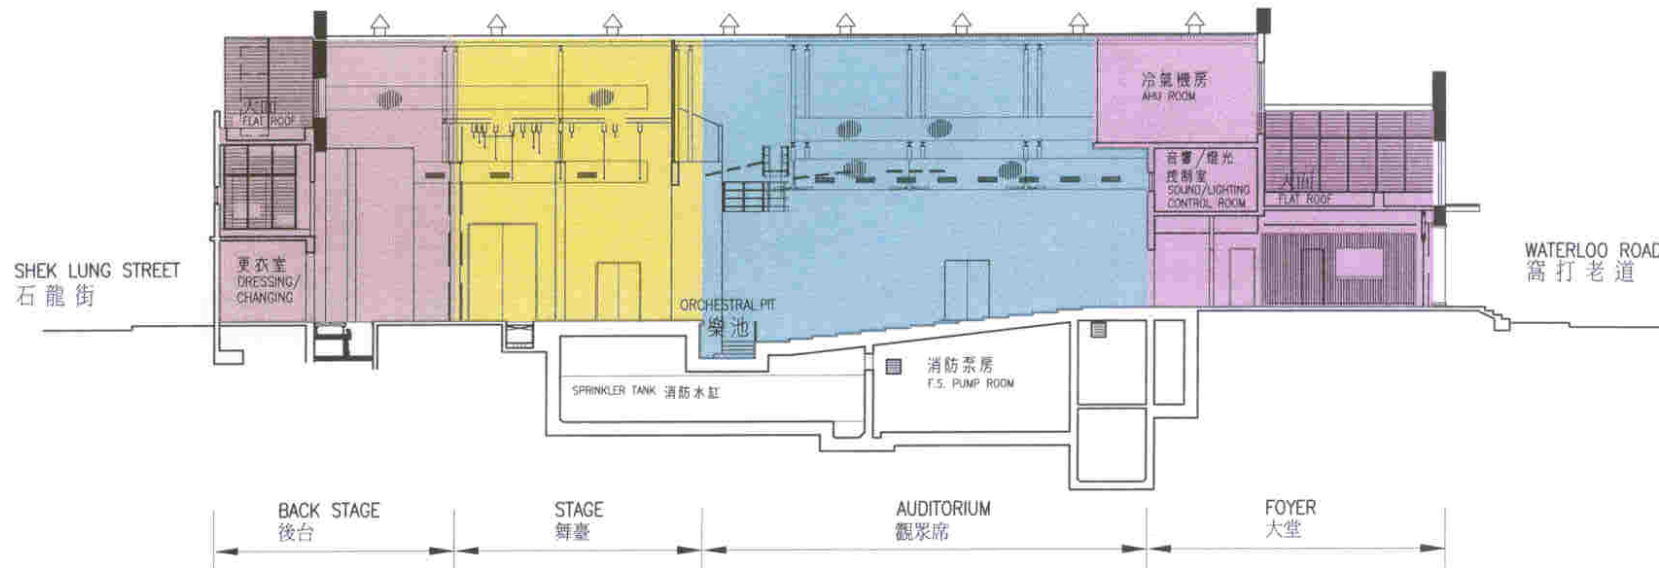 天面
FLAT ROOF
冷氣機房
AHU ROOM
音響/燈光
控制室
SOUND/LIGHTING
CONTROL ROOM
天面
FLAT ROOF
SHEK LUNG STREET
石龍街
更衣室
DRESSING/
CHANGING
ORCHESTRAL PIT
樂池
WATERLOO ROAD
窩打老道
SPRINKLER TANK 消防水缸
消防泵房
F.S. PUMP ROOM
BACK STAGE
後台
STAGE
舞臺
AUDITORIUM
觀眾席
FOYER
大堂